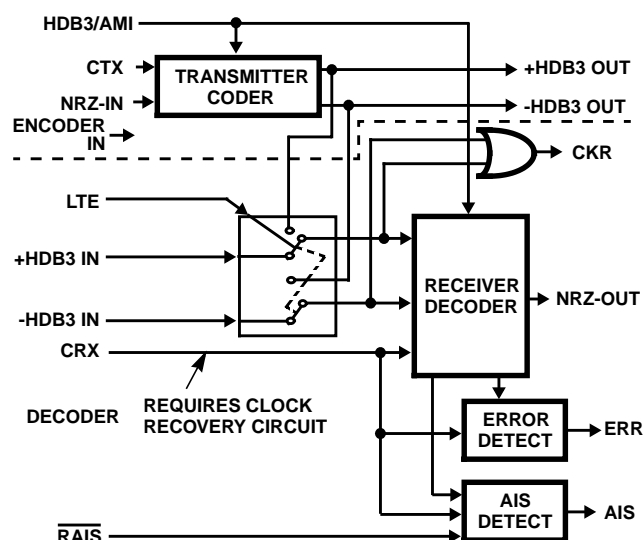 HDB3/AMI
CTX
TRANSMITTER
CODER
+HDB3 OUT
NRZ-IN
-HDB3 OUT
ENCODER
IN
CKR
LTE
+HDB3 IN
RECEIVER
DECODER
NRZ-OUT
-HDB3 IN
CRX
DECODER
REQUIRES CLOCK
RECOVERY CIRCUIT
ERROR
DETECT
ERR
AIS
DETECT
AIS
RAIS